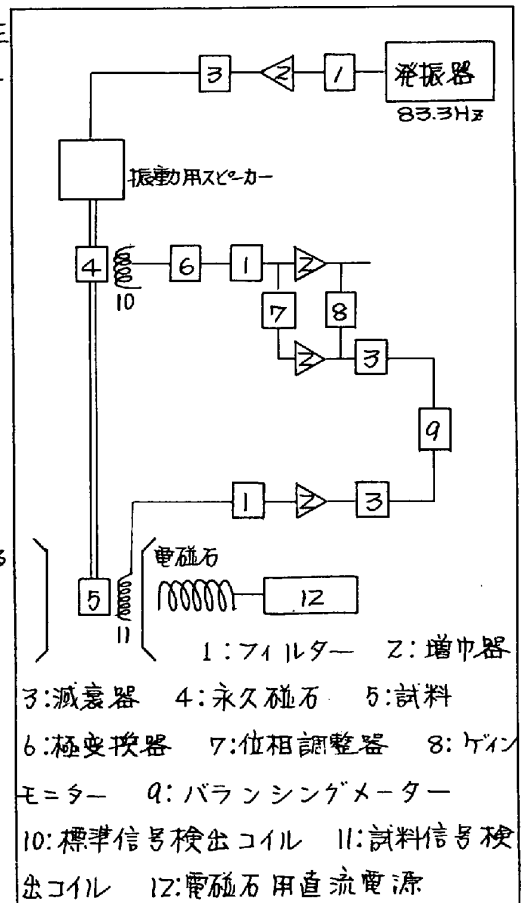 3
2
1
発振器
83.3Hz
振動用スピーカー
4
10
6
1
2
7
8
2
3
9
1
2
3
電磁石
5
11
12
1:フィルター 2:増巾器
3:減衰器 4:永久磁石 5:試料
6:極変換器 7:位相調整器 8:ゲイン
モニター 9:バランシングメーター
10:標準信号検出コイル 11:試料信号検
出コイル 12:電磁石用直流電源